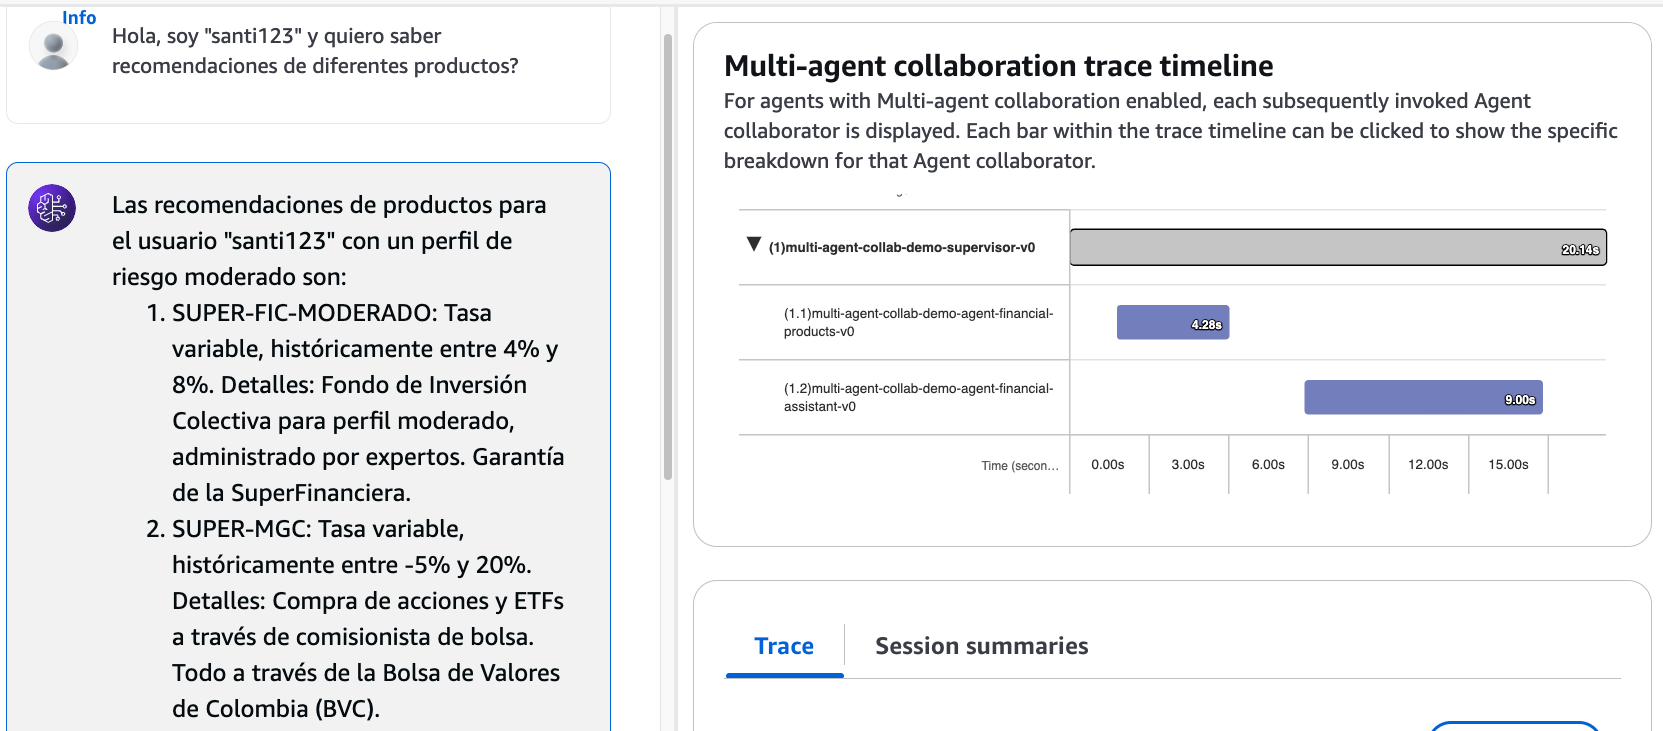 Info
Hola, soy "santi123" y quiero saber
recomendaciones de diferentes productos?
Las recomendaciones de productos para
el usuario "santi123" con un perfil de
riesgo moderado son:
1. SUPER-FIC-MODERADO: Tasa
variable, históricamente entre 4% y
8%. Detalles: Fondo de Inversión
Colectiva para perfil moderado,
administrado por expertos. Garantía
de la SuperFinanciera.
2. SUPER-MGC: Tasa variable,
históricamente entre -5% y 20%.
Detalles: Compra de acciones y ETFs
a través de comisionista de bolsa.
Todo a través de la Bolsa de Valores
de Colombia (BVC).
Multi-agent collaboration trace timeline
For agents with Multi-agent collaboration enabled, each subsequently invoked Agent
collaborator is displayed. Each bar within the trace timeline can be clicked to show the specific
breakdown for that Agent collaborator.
(1)multi-agent-collab-demo-supervisor-v0
20.14s
(1.1)multi-agent-collab-demo-agent-financial-
products-v0
4.28s
(1.2)multi-agent-collab-demo-agent-financial-
assistant-v0
9.00s
Time (secon...
0.00s 3.00s 6.00s 9.00s 12.00s 15.00s
Trace
Session summaries